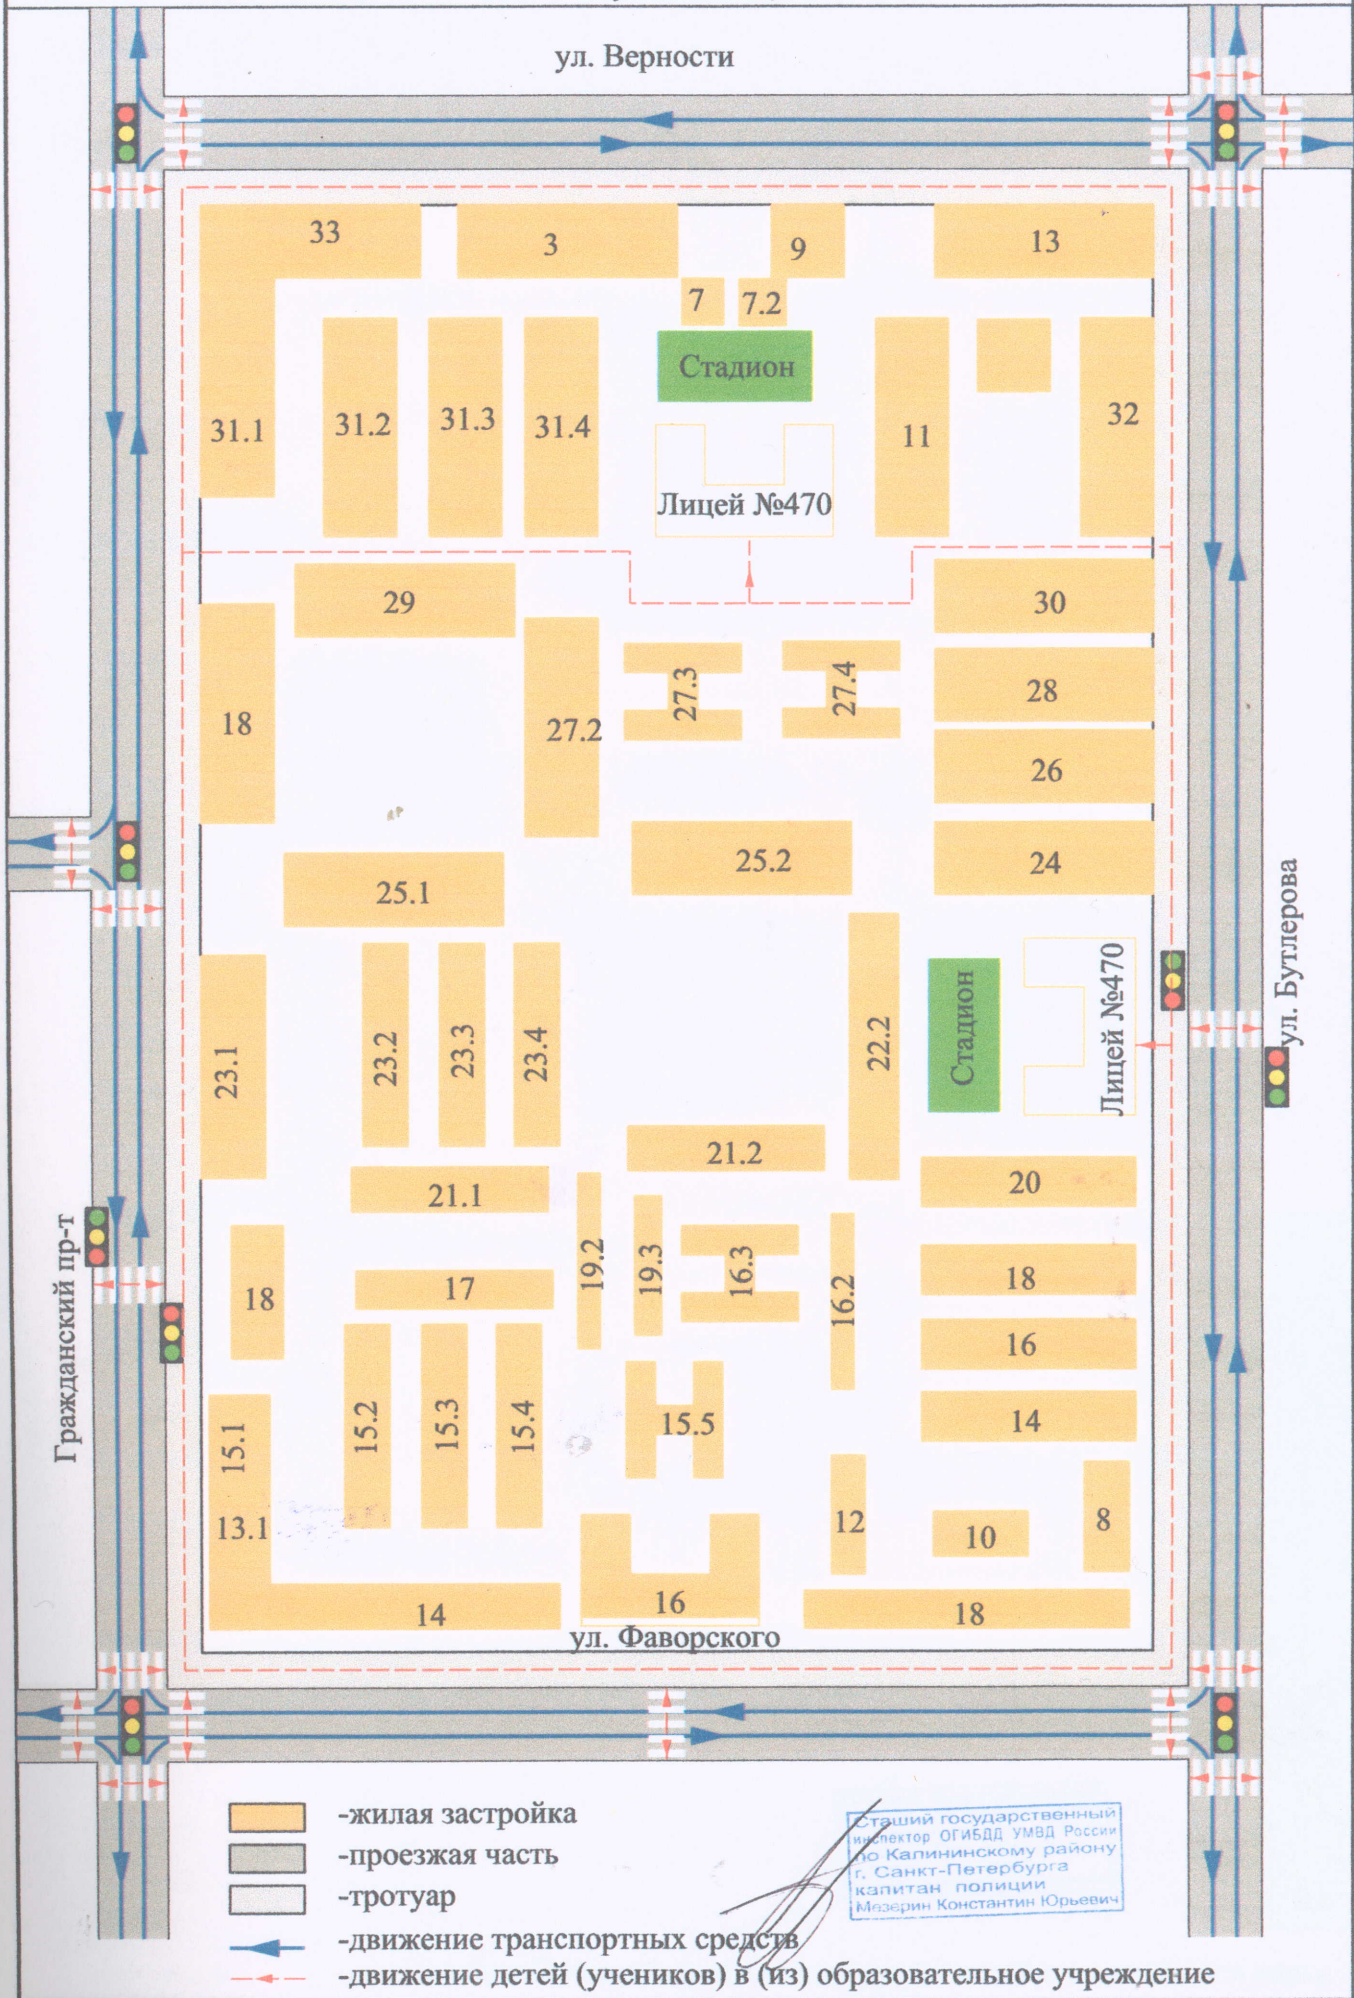 ул. Верности
33
3
9
13
7
7.2
Стадион
31.1
31.2
31.3
31.4
11
32
Лицей №470
29
30
18
27.2
27.3
27.4
28
26
25.1
25.2
24
ул. Бутлерова
23.1
23.2
23.3
23.4
22.2
Стадион
Лицей №470
21.1
21.2
20
Гражданский пр-т
18
17
19.2
19.3
16.3
16.2
18
16
15.1
15.2
15.3
15.4
15.5
14
13.1
12
10
8
14
16
18
ул. Фаворского
-жилая застройка
-проезжая часть
-тротуар
-движение транспортных средств
-движение детей (учеников) в (из) образовательное учреждение
Сташий государственный
инспектор ОГИБДД УМВД России
по Калининскому району
г. Санкт-Петербурга
капитан полиции
Мезерин Константин Юрьевич